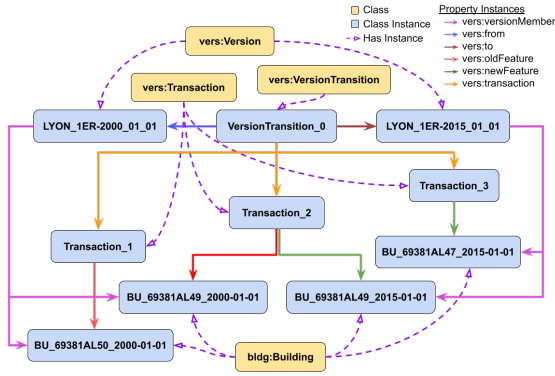 Class
Class Instance
Has Instance
Property Instances
vers:versionMember
vers:from
vers:to
vers:oldFeature
vers:newFeature
vers:transaction
vers:Version
vers:Transaction
vers:VersionTransition
LYON_1ER-2000_01_01
VersionTransition_0
LYON_1ER-2015_01_01
Transaction_3
Transaction_2
Transaction_1
BU_69381AL47_2015-01-01
BU_69381AL49_2000-01-01
BU_69381AL49_2015-01-01
BU_69381AL50_2000-01-01
bldg:Building